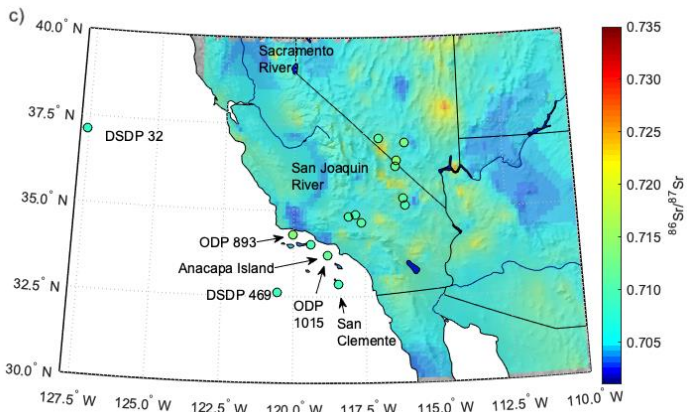 c)
40.0° N
37.5° N
35.0° N
32.5° N
30.0° N
Sacramento
River
DSDP 32
San Joaquin
River
ODP 893
Anacapa Island
DSDP 469
ODP
1015
San
Clemente
127.5° W
125.0° W
122.5° W
120.0° W
117.5° W
115.0° W
112.5° W
110.0° W
0.735
0.730
0.725
0.720
0.715
0.710
0.705
⁸⁶Sr/⁸⁷Sr